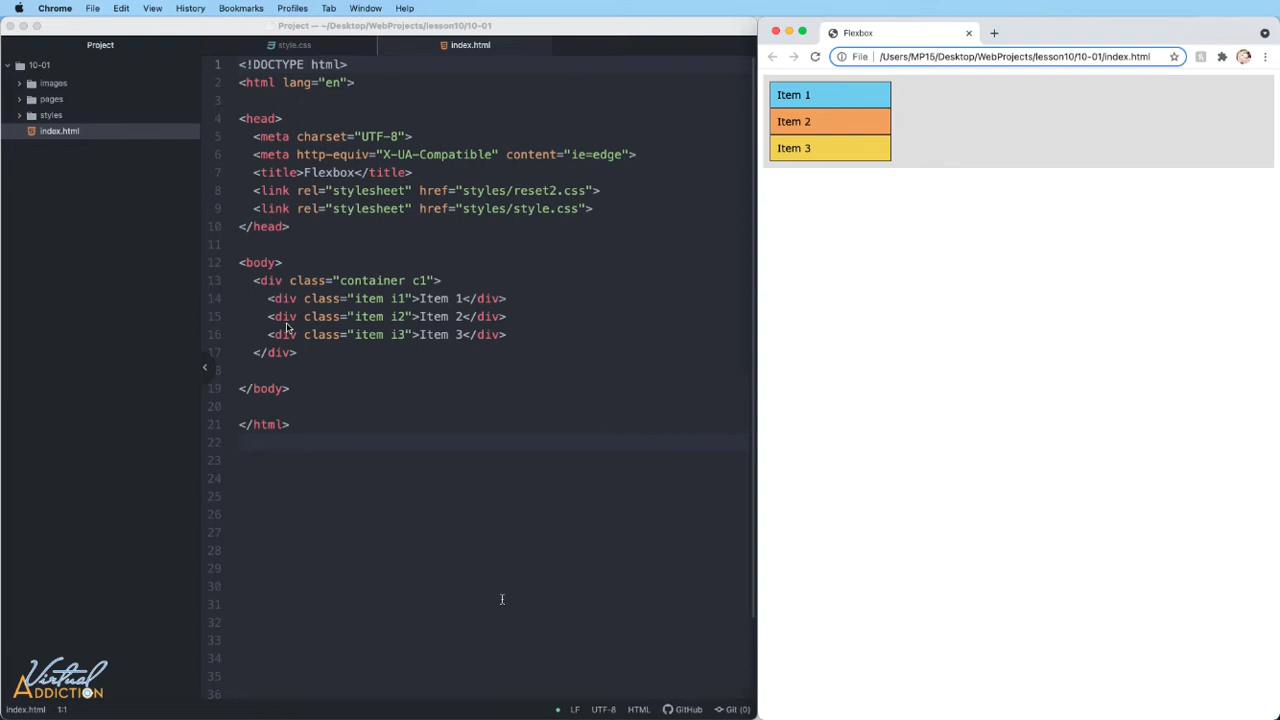 Chrome File Edit View History Bookmarks Profiles Tab Window Help
Project — ~/Desktop/WebProjects/lesson10/10-01
Project
10-01
images
pages
styles
index.html
style.css
index.html
1 <!DOCTYPE html>
2 <html lang="en">
3
4 <head>
5 <meta charset="UTF-8">
6 <meta http-equiv="X-UA-Compatible" content="ie=edge">
7 <title>Flexbox</title>
8 <link rel="stylesheet" href="styles/reset2.css">
9 <link rel="stylesheet" href="styles/style.css">
10 </head>
11
12 <body>
13 <div class="container c1">
14 <div class="item i1">Item 1</div>
15 <div class="item i2">Item 2</div>
16 <div class="item i3">Item 3</div>
17 </div>
18
19 </body>
20
21 </html>
22
23
24
25
26
27
28
29
30
31
32
33
34
35
36
Virtual
ADDICTION
index.html 1:1 LF UTF-8 HTML GitHub Git (0)
Flexbox
File /Users/MP15/Desktop/WebProjects/lesson10/10-01/index.html
Item 1
Item 2
Item 3